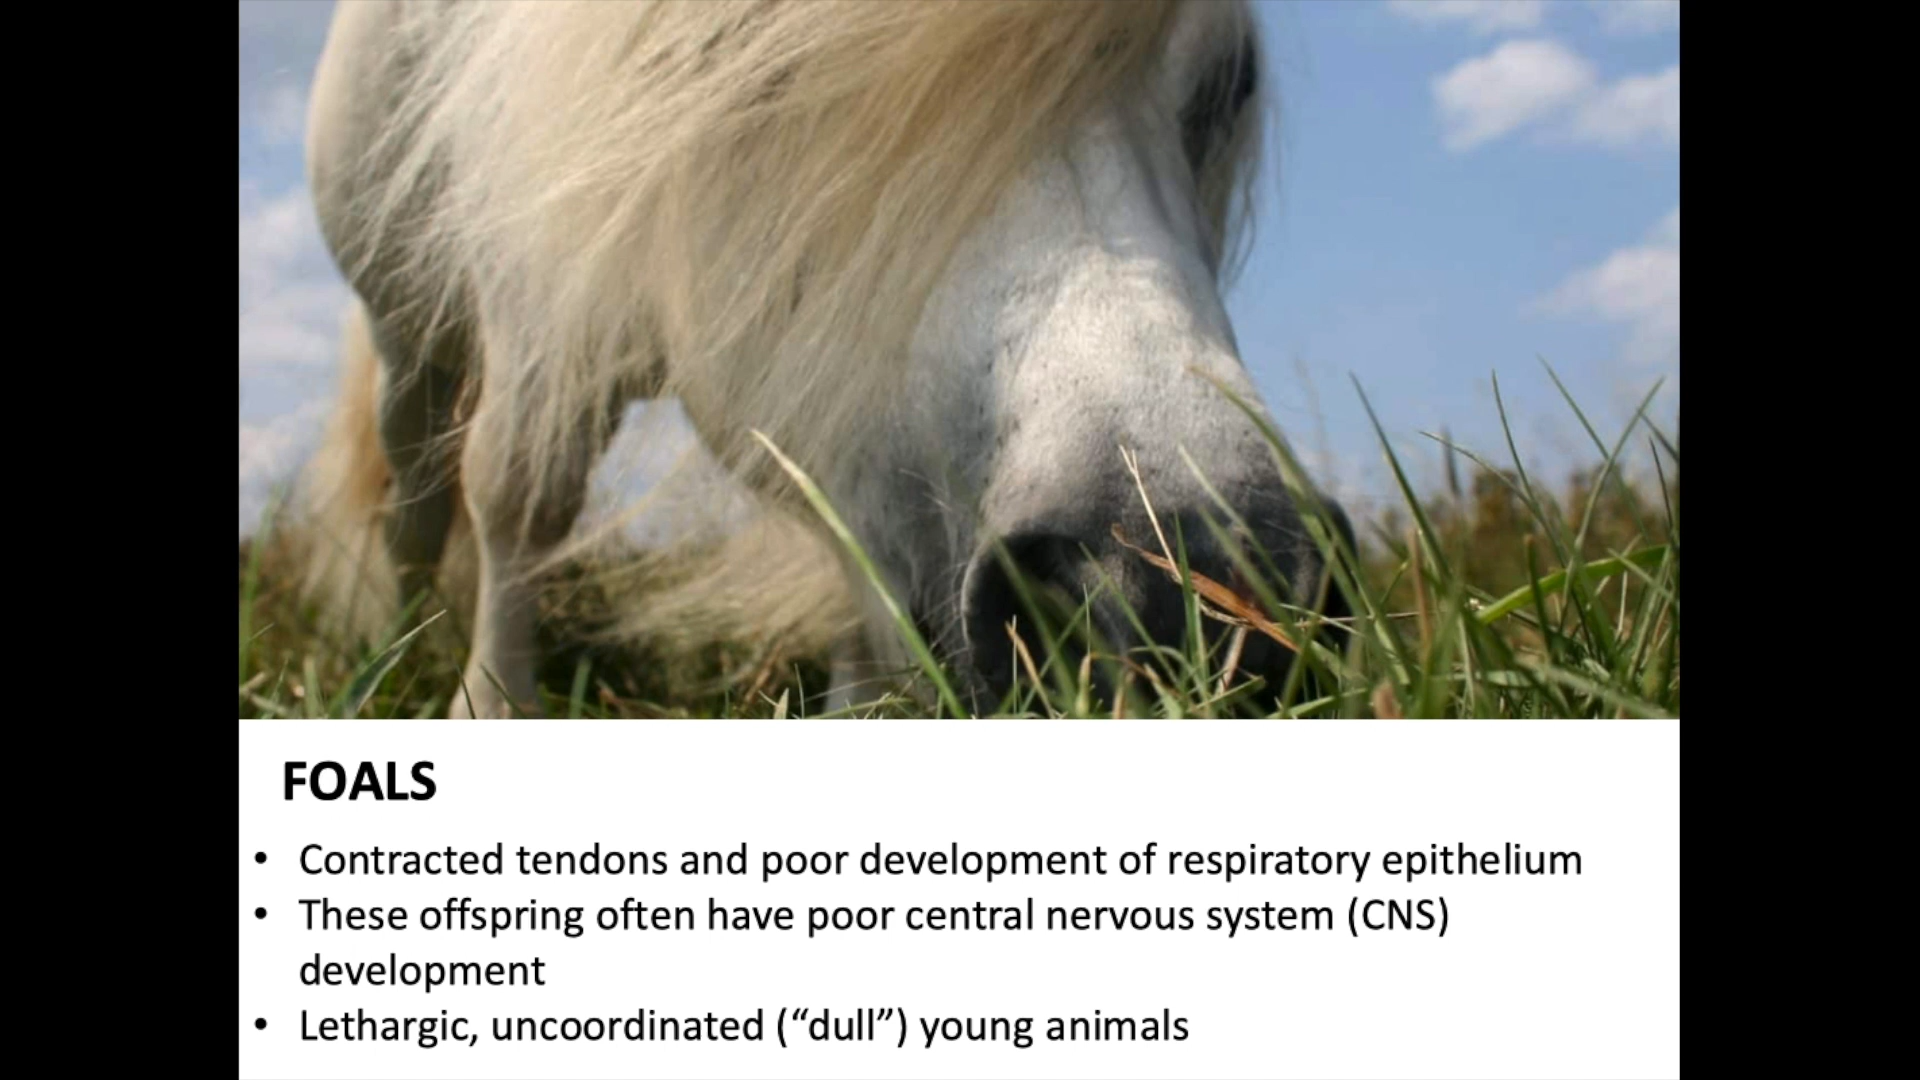 FOALS
• Contracted tendons and poor development of respiratory epithelium
• These offspring often have poor central nervous system (CNS)
development
• Lethargic, uncoordinated (“dull”) young animals